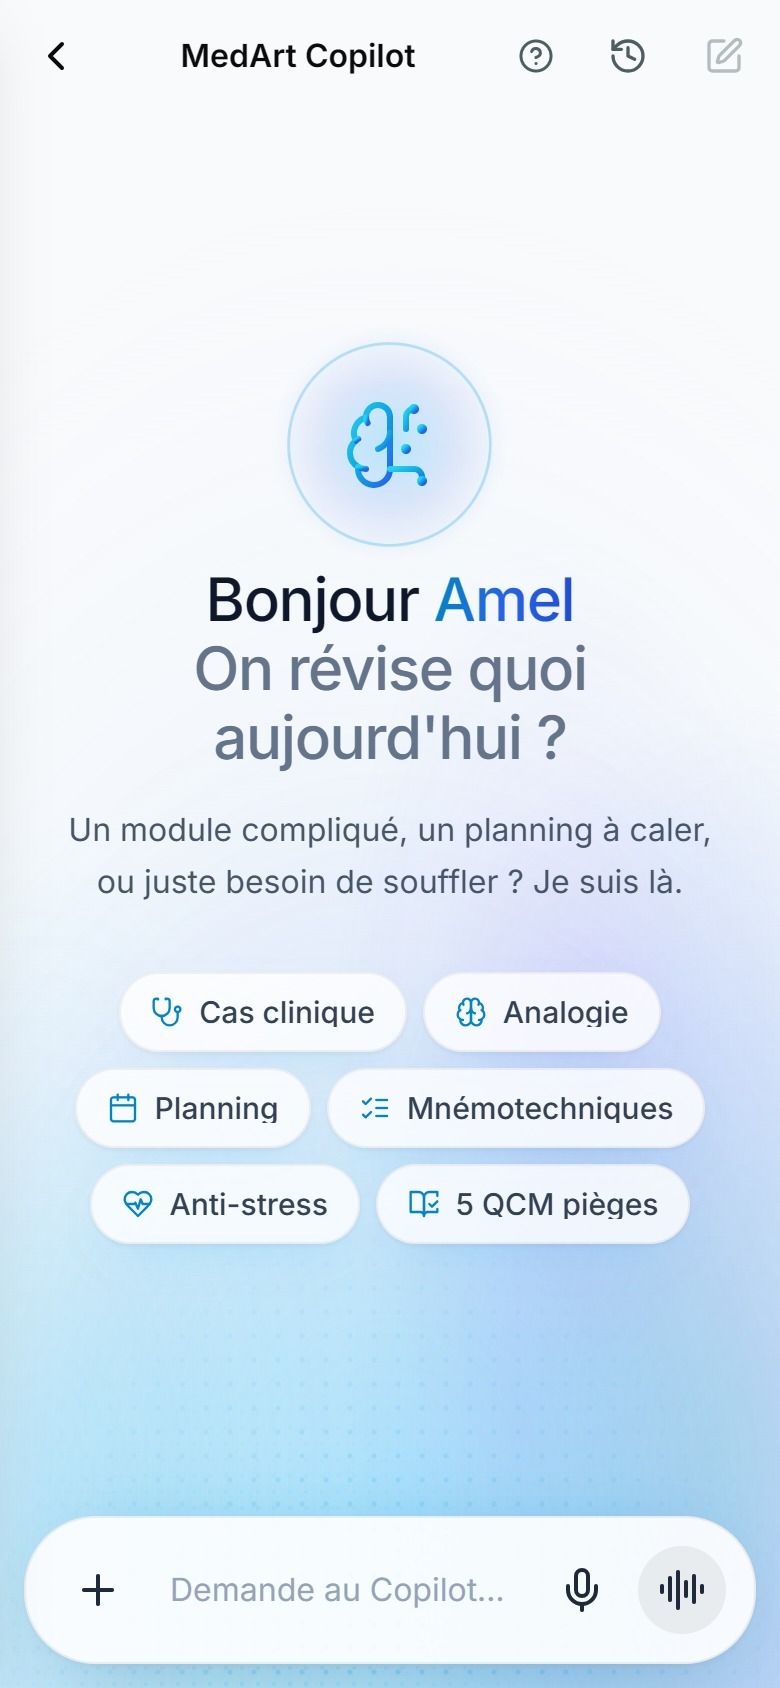 MedArt Copilot
Bonjour Amel
On révise quoi
aujourd'hui ?
Un module compliqué, un planning à caler,
ou juste besoin de souffler ? Je suis là.
Cas clinique
Analogie
Planning
Mnémotechniques
Anti-stress
5 QCM pièges
Demande au Copilot...